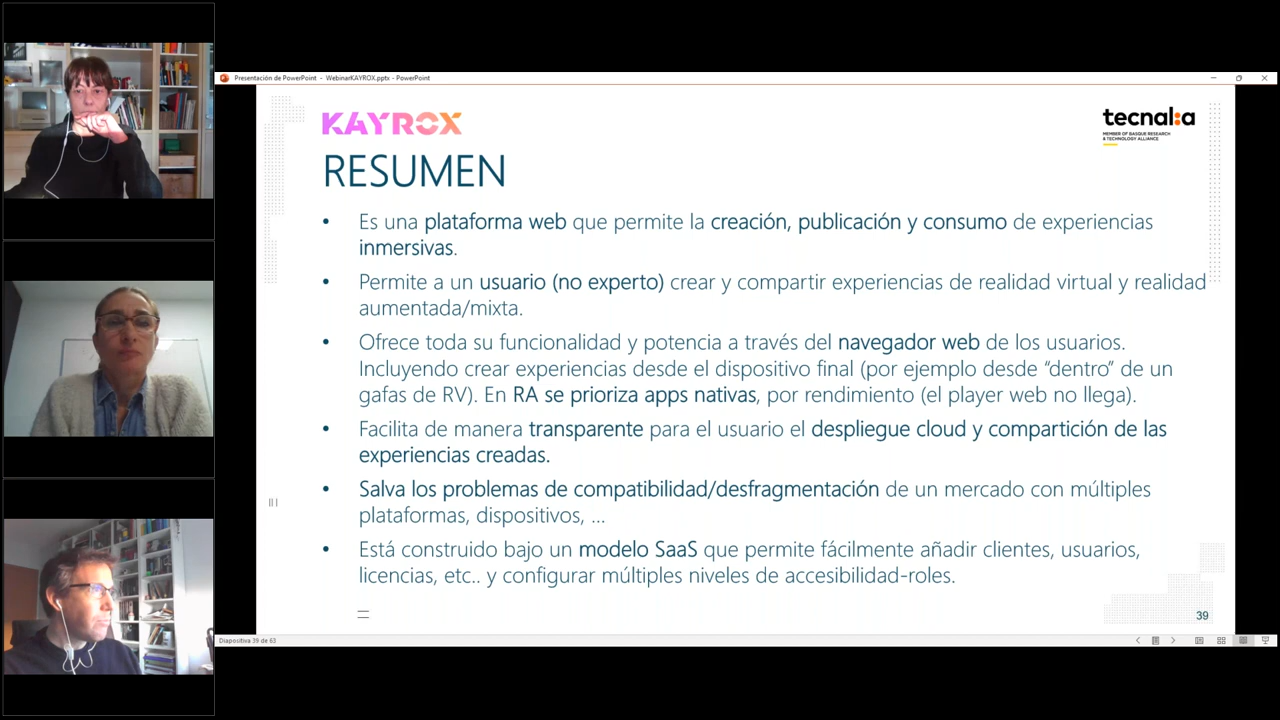 Presentación de PowerPoint - WebinarKAYROX.pptx - PowerPoint
KAYROX
tecnal:a
MEMBER OF BASQUE RESEARCH
& TECHNOLOGY ALLIANCE
RESUMEN
• Es una plataforma web que permite la creación, publicación y consumo de experiencias
inmersivas.
• Permite a un usuario (no experto) crear y compartir experiencias de realidad virtual y realidad
aumentada/mixta.
• Ofrece toda su funcionalidad y potencia a través del navegador web de los usuarios.
Incluyendo crear experiencias desde el dispositivo final (por ejemplo desde “dentro” de un
gafas de RV). En RA se prioriza apps nativas, por rendimiento (el player web no llega).
• Facilita de manera transparente para el usuario el despliegue cloud y compartición de las
experiencias creadas.
• Salva los problemas de compatibilidad/desfragmentación de un mercado con múltiples
plataformas, dispositivos, ...
• Está construido bajo un modelo SaaS que permite fácilmente añadir clientes, usuarios,
licencias, etc.. y configurar múltiples niveles de accesibilidad-roles.
39
Diapositiva 39 de 63